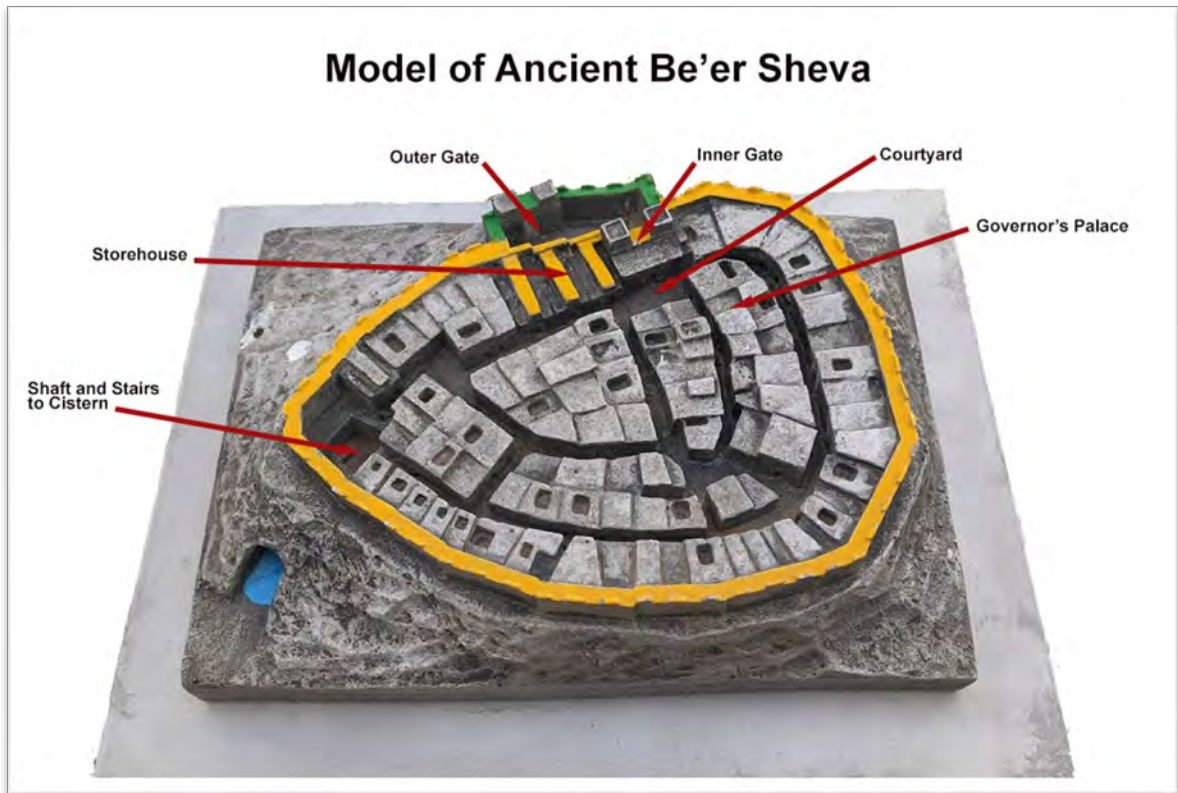 Model of Ancient Be’er Sheva
Outer Gate
Inner Gate
Courtyard
Governor’s Palace
Storehouse
Shaft and Stairs
to Cistern